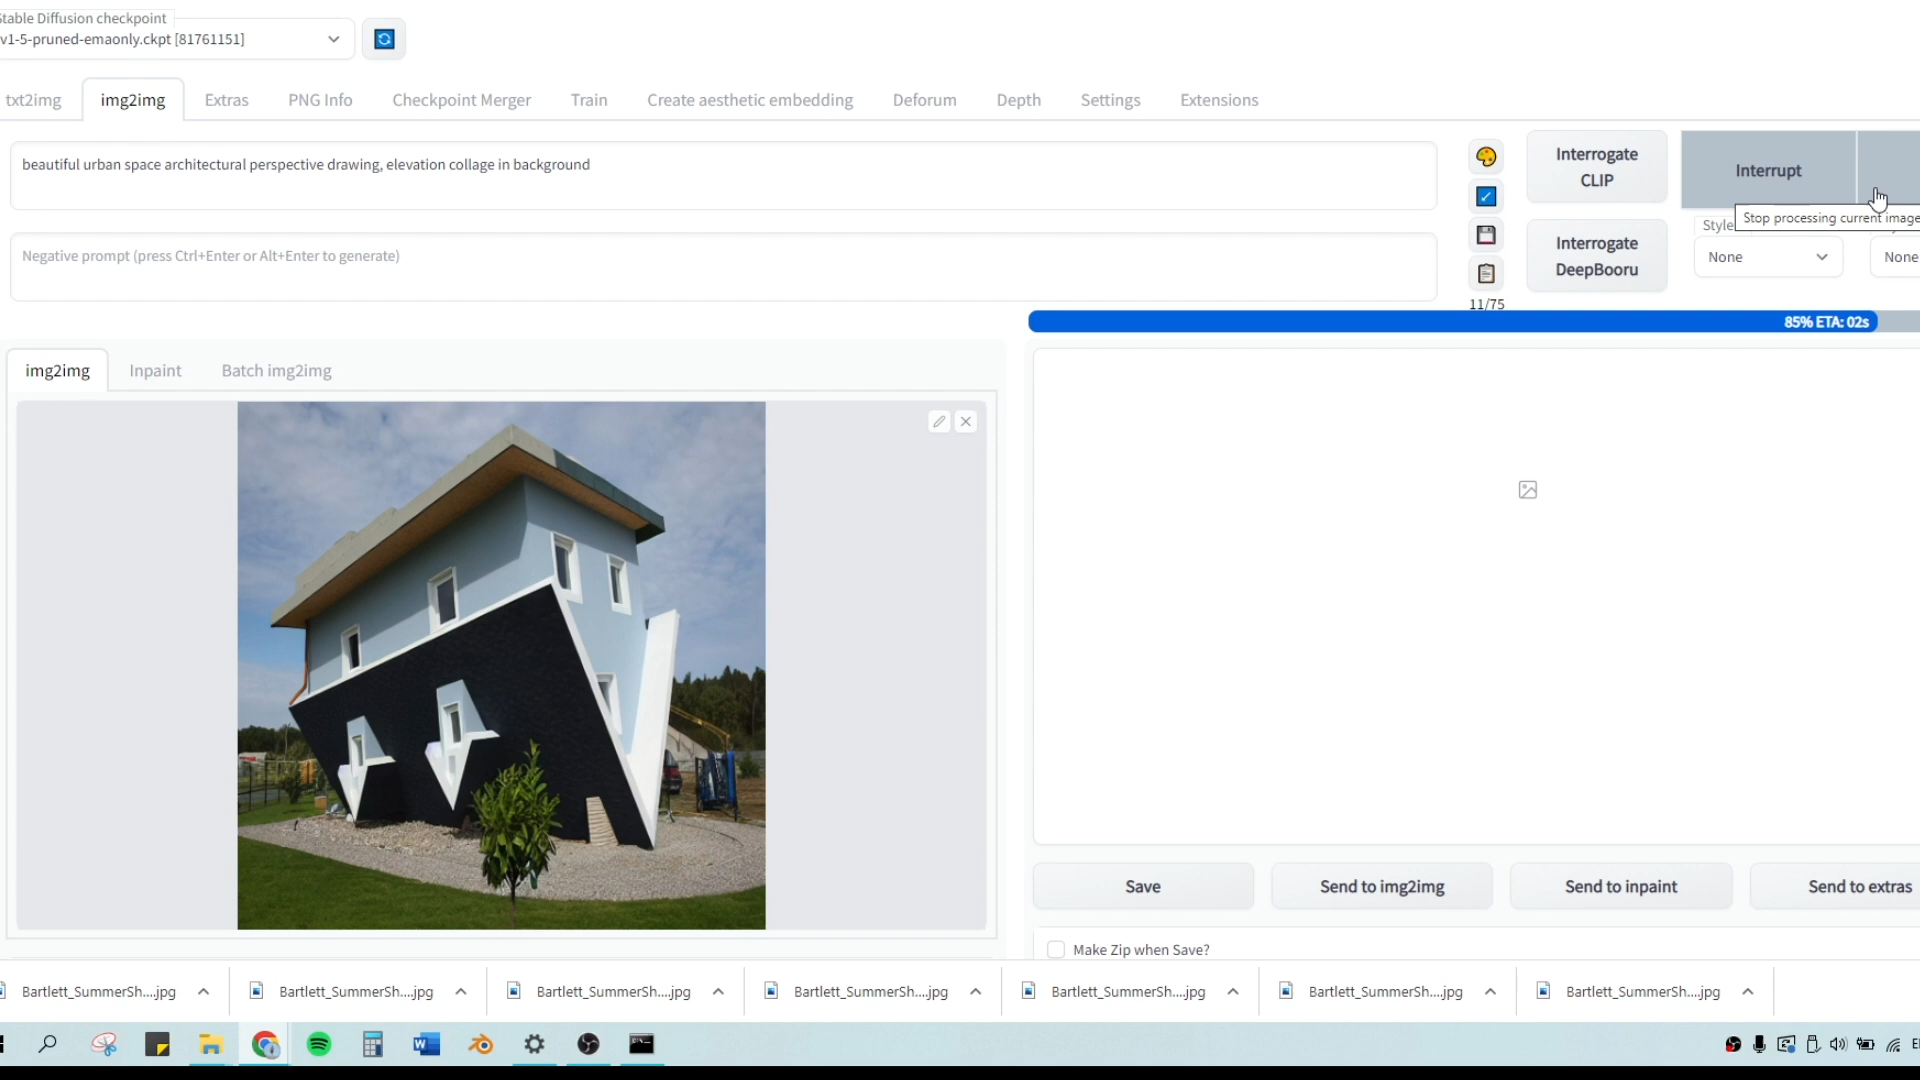 Stable Diffusion checkpoint
v1-5-pruned-emaonly.ckpt [81761151]
txt2img
img2img
Extras
PNG Info
Checkpoint Merger
Train
Create aesthetic embedding
Deforum
Depth
Settings
Extensions
beautiful urban space architectural perspective drawing, elevation collage in background
Negative prompt (press Ctrl+Enter or Alt+Enter to generate)
11/75
Interrogate
CLIP
Interrogate
DeepBooru
Interrupt
Stop processing current image
Style
None
None
85% ETA: 02s
img2img
Inpaint
Batch img2img
Save
Send to img2img
Send to inpaint
Send to extras
Make Zip when Save?
Bartlett_SummerSh....jpg
Bartlett_SummerSh....jpg
Bartlett_SummerSh....jpg
Bartlett_SummerSh....jpg
Bartlett_SummerSh....jpg
Bartlett_SummerSh....jpg
Bartlett_SummerSh....jpg